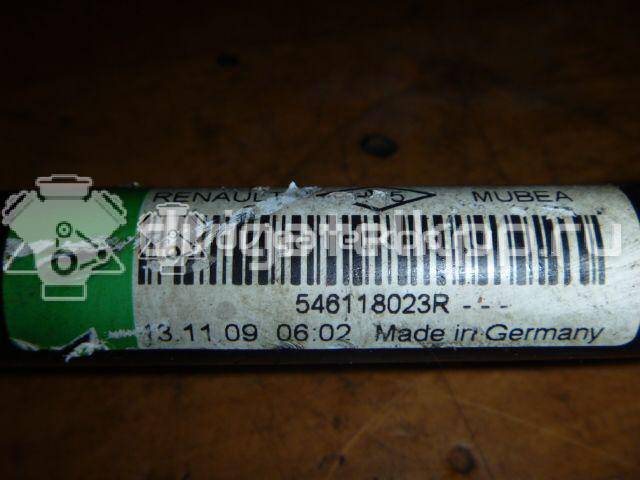 RENAULT MUBEA
546118023R - - -
13.11.09 06:02 Made in Germany